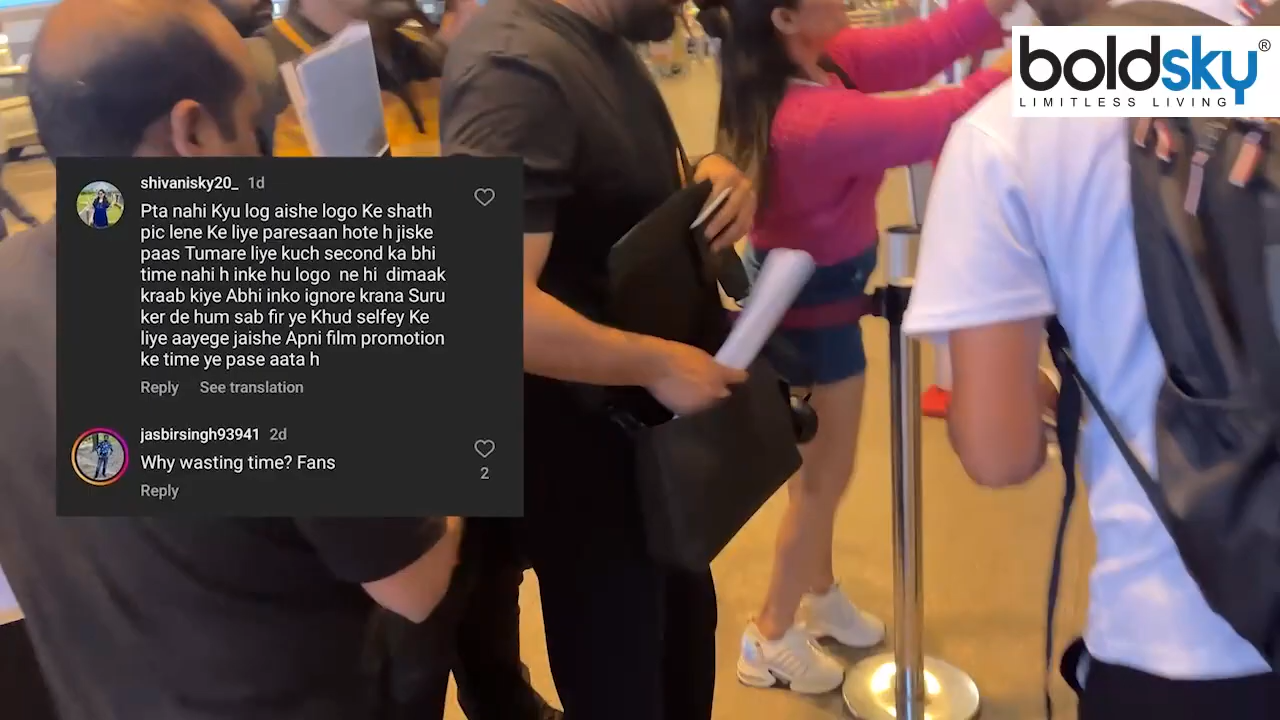 boldsky®
LIMITLESS LIVING
shivanisky20_ 1d
Pta nahi Kyu log aishe logo Ke shath
pic lene Ke liye paresaan hote h jiske
paas Tumare liye kuch second ka bhi
time nahi h inke hu logo ne hi dimaak
kraab kiye Abhi inko ignore krana Suru
ker de hum sab fir ye Khud selfey Ke
liye aayege jaishe Apni film promotion
ke time ye pase aata h
Reply See translation
jasbirsingh93941 2d
Why wasting time? Fans
2
Reply